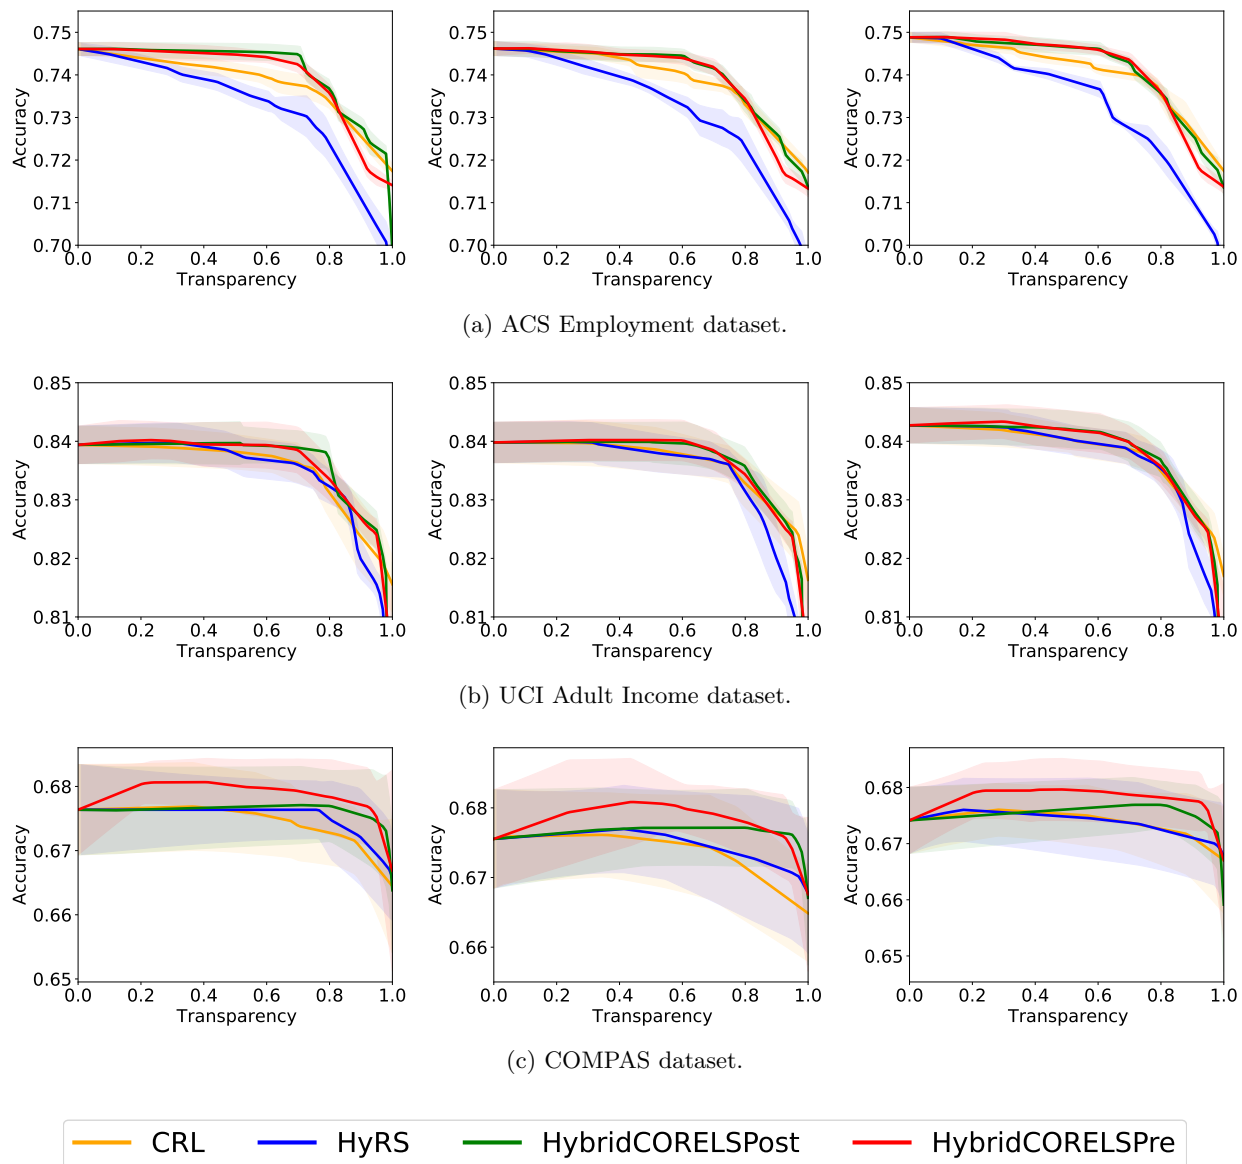 0.75 0.75 0.75
0.74 0.74 0.74
0.73 0.73 0.73
0.72 0.72 0.72
0.71 0.71 0.71
0.70 0.70 0.70
Accuracy Accuracy Accuracy
0.0 0.2 0.4 0.6 0.8 1.0 0.0 0.2 0.4 0.6 0.8 1.0 0.0 0.2 0.4 0.6 0.8 1.0
Transparency Transparency Transparency
(a) ACS Employment dataset.
0.85 0.85 0.85
0.84 0.84 0.84
0.83 0.83 0.83
0.82 0.82 0.82
0.81 0.81 0.81
Accuracy Accuracy Accuracy
0.0 0.2 0.4 0.6 0.8 1.0 0.0 0.2 0.4 0.6 0.8 1.0 0.0 0.2 0.4 0.6 0.8 1.0
Transparency Transparency Transparency
(b) UCI Adult Income dataset.
0.68 0.68 0.68
0.67 0.67 0.67
0.66 0.66 0.66
0.65 0.65
Accuracy Accuracy Accuracy
0.0 0.2 0.4 0.6 0.8 1.0 0.0 0.2 0.4 0.6 0.8 1.0 0.0 0.2 0.4 0.6 0.8 1.0
Transparency Transparency Transparency
(c) COMPAS dataset.
CRL HyRS HybridCORELSPost HybridCORELSPre